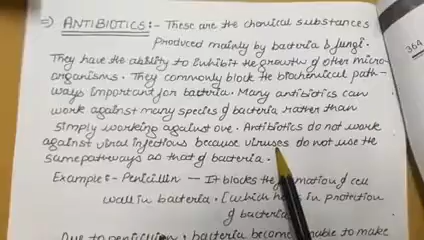 =) ANTIBIOTICS :- These are the chemical substances
produced mainly by bacteria & fungi.
They have the ability to inhibit the growth of other micro-
organisms. They commonly block the biochemical path-
ways important for bacteria. Many antibiotics can
work against many species of bacteria rather than
simply working against one. Antibiotics do not work
against viral infections because viruses do not use the
same pathways as that of bacteria.
Example :- Penicillin — It blocks the formation of cell
wall in bacteria. [which in protection
of bacteria
Due to penicillin, bacteria become unable to make
364